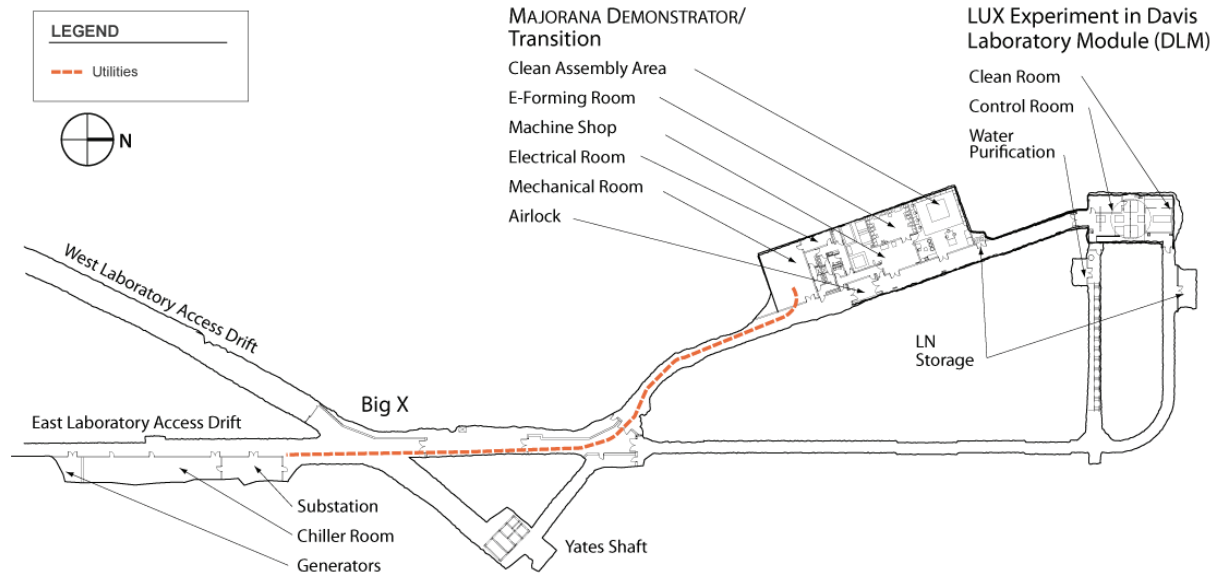 LEGEND
Utilities
N
MAJORANA DEMONSTRATOR/
Transition
Clean Assembly Area
E-Forming Room
Machine Shop
Electrical Room
Mechanical Room
Airlock
LUX Experiment in Davis
Laboratory Module (DLM)
Clean Room
Control Room
Water
Purification
LN
Storage
West Laboratory Access Drift
Big X
East Laboratory Access Drift
Substation
Chiller Room
Generators
Yates Shaft